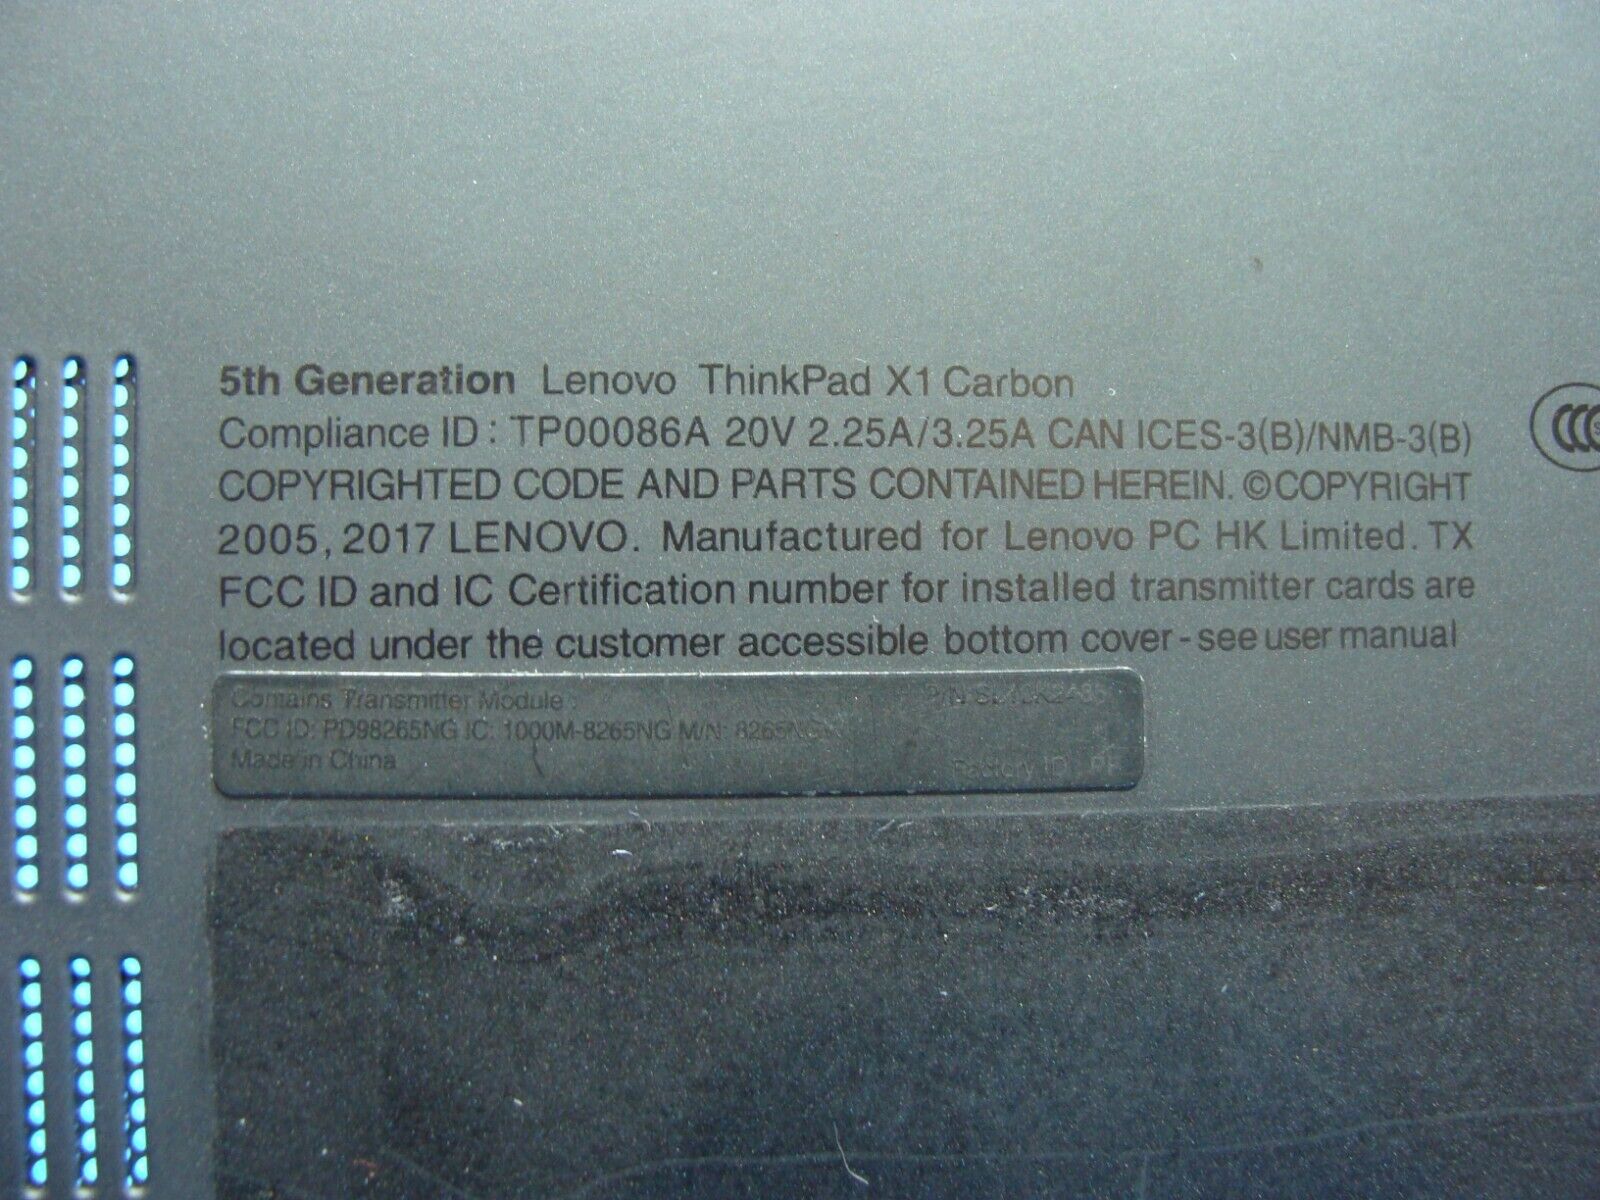 5th Generation Lenovo ThinkPad X1 Carbon
Compliance ID : TP00086A 20V 2.25A/3.25A CAN ICES-3(B)/NMB-3(B)
COPYRIGHTED CODE AND PARTS CONTAINED HEREIN. ©COPYRIGHT
2005, 2017 LENOVO. Manufactured for Lenovo PC HK Limited. TX
FCC ID and IC Certification number for installed transmitter cards are
located under the customer accessible bottom cover - see user manual
Contains Transmitter Module :
FCC ID: PD98265NG IC: 1000M-8265NG M/N: 8265NG
Made in China
Factory ID :